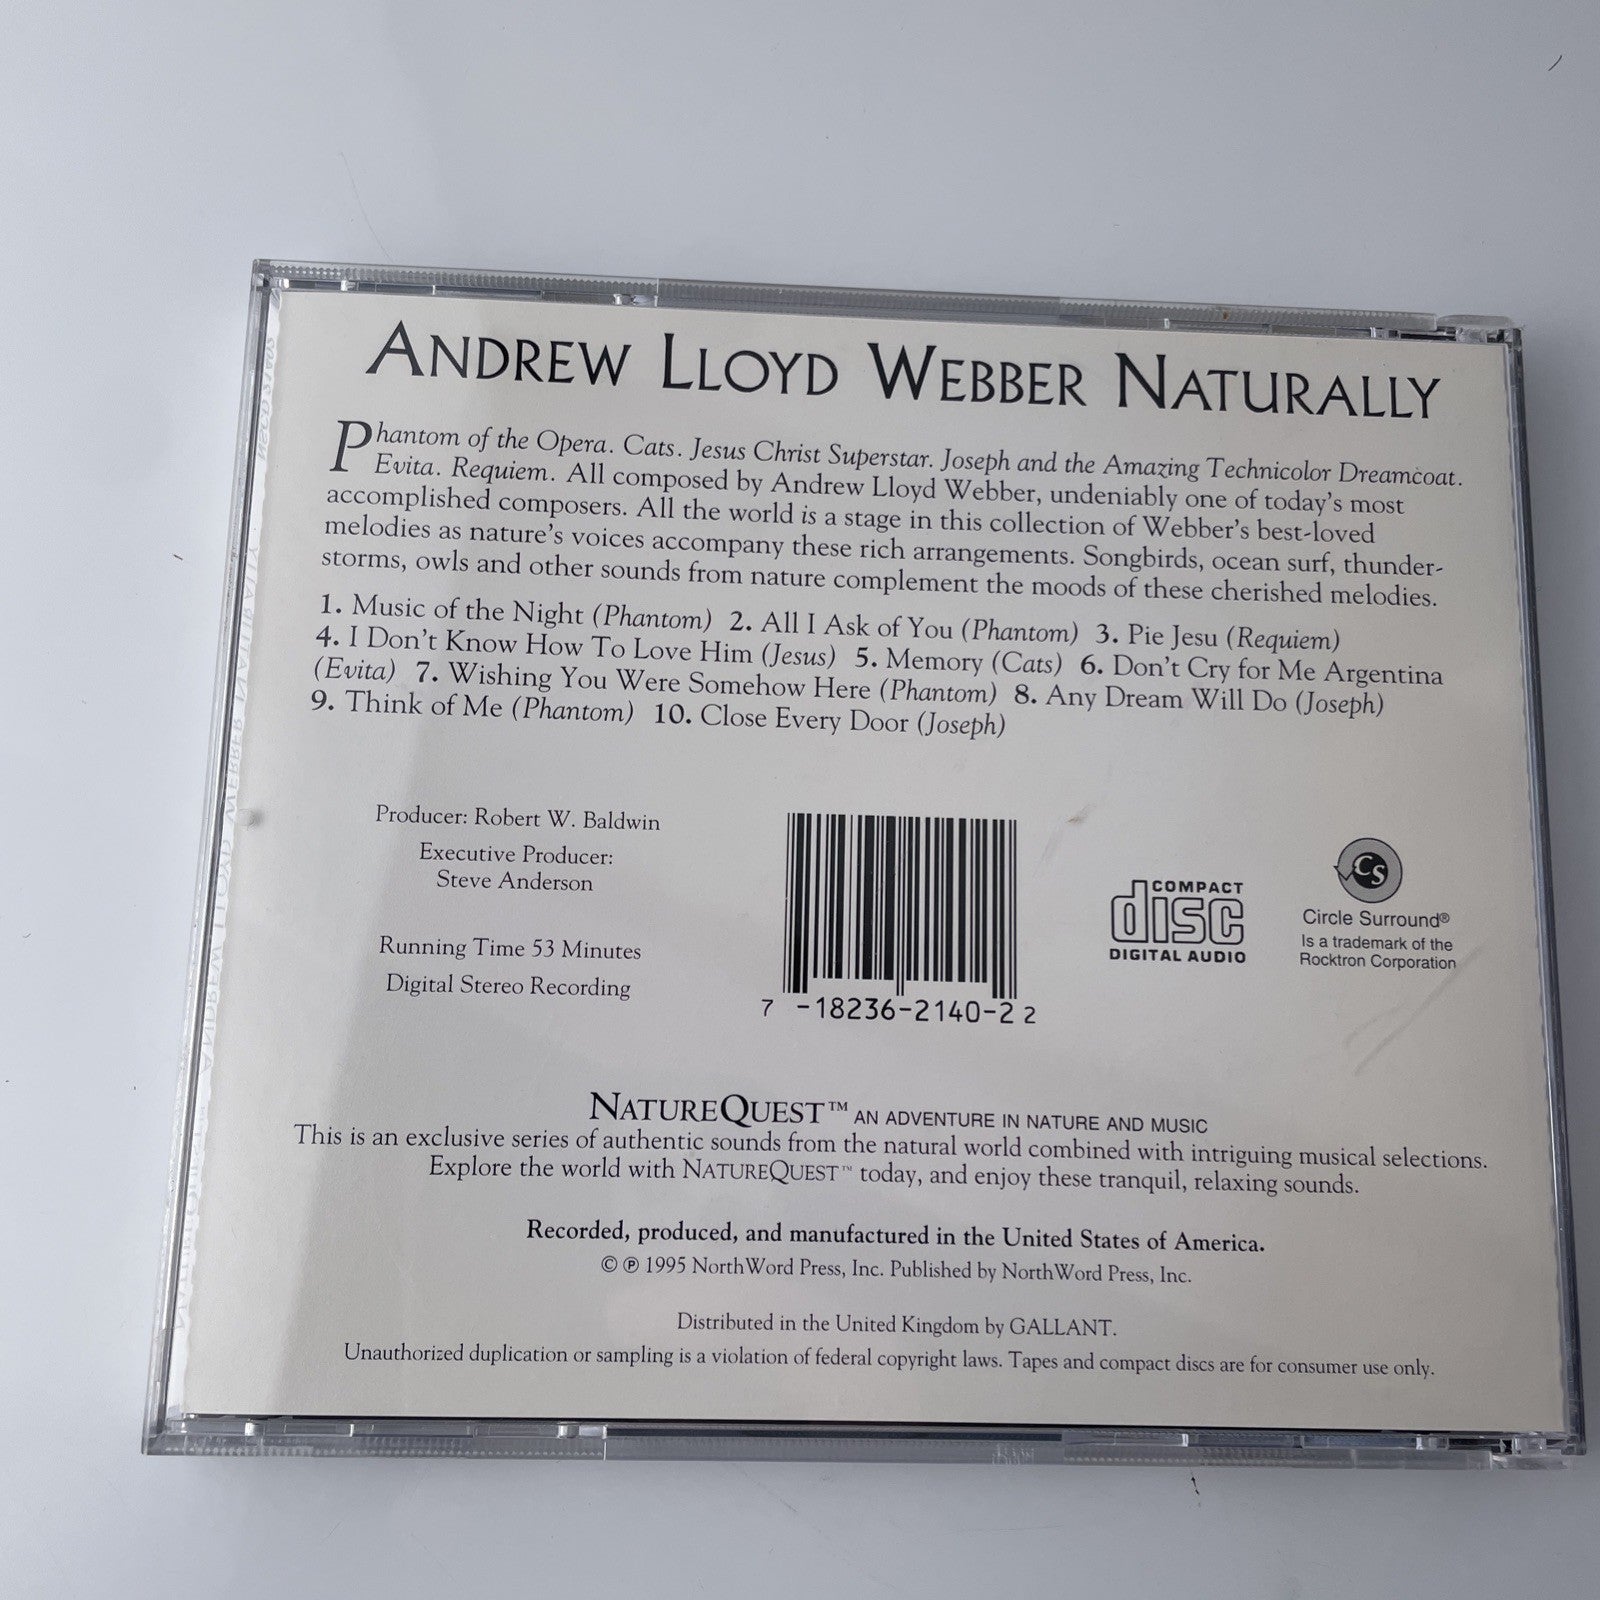 ANDREW LLOYD WEBBER NATURALLY
Phantom of the Opera. Cats. Jesus Christ Superstar. Joseph and the Amazing Technicolor Dreamcoat.
Evita. Requiem. All composed by Andrew Lloyd Webber, undeniably one of today's most
accomplished composers. All the world is a stage in this collection of Webber's best-loved
melodies as nature's voices accompany these rich arrangements. Songbirds, ocean surf, thunder-
storms, owls and other sounds from nature complement the moods of these cherished melodies.
1. Music of the Night (Phantom) 2. All I Ask of You (Phantom) 3. Pie Jesu (Requiem)
4. I Don't Know How To Love Him (Jesus) 5. Memory (Cats) 6. Don't Cry for Me Argentina
(Evita) 7. Wishing You Were Somehow Here (Phantom) 8. Any Dream Will Do (Joseph)
9. Think of Me (Phantom) 10. Close Every Door (Joseph)
Producer: Robert W. Baldwin
Executive Producer:
Steve Anderson
Running Time 53 Minutes
Digital Stereo Recording
7 -18236-2140-2 2
COMPACT
disc
DIGITAL AUDIO
CS
Circle Surround®
Is a trademark of the
Rocktron Corporation
NATUREQUEST™ AN ADVENTURE IN NATURE AND MUSIC
This is an exclusive series of authentic sounds from the natural world combined with intriguing musical selections.
Explore the world with NATUREQUEST™ today, and enjoy these tranquil, relaxing sounds.
Recorded, produced, and manufactured in the United States of America.
© ℗ 1995 NorthWord Press, Inc. Published by NorthWord Press, Inc.
Distributed in the United Kingdom by GALLANT.
Unauthorized duplication or sampling is a violation of federal copyright laws. Tapes and compact discs are for consumer use only.
ANDREW LLOYD WEBBER NATURALLY